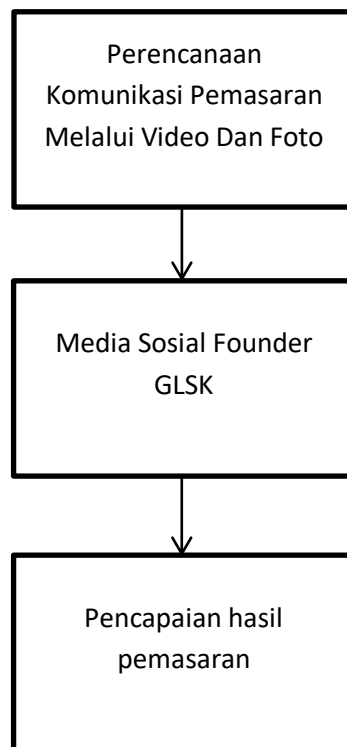 Perencanaan
Komunikasi Pemasaran
Melalui Video Dan Foto
Media Sosial Founder
GLSK
Pencapaian hasil
pemasaran